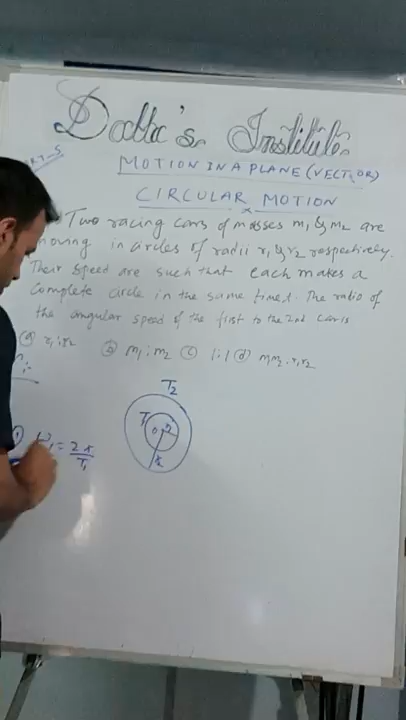 Datta's Institute
MOTION IN A PLANE (VECTOR)
CIRCULAR MOTION
Two racing cars of masses m₁ & m₂ are
moving in circles of radii r₁ & r₂ respectively.
Their speed are such that each makes a
complete circle in the same time t. The ratio of
the angular speed of the first to the 2nd car is
(a) r₁:r₂ (b) m₁:m₂ (c) 1:1 (d) m₁m₂:r₁r₂
T₂
T₁
ω₁ = 2π/T₁